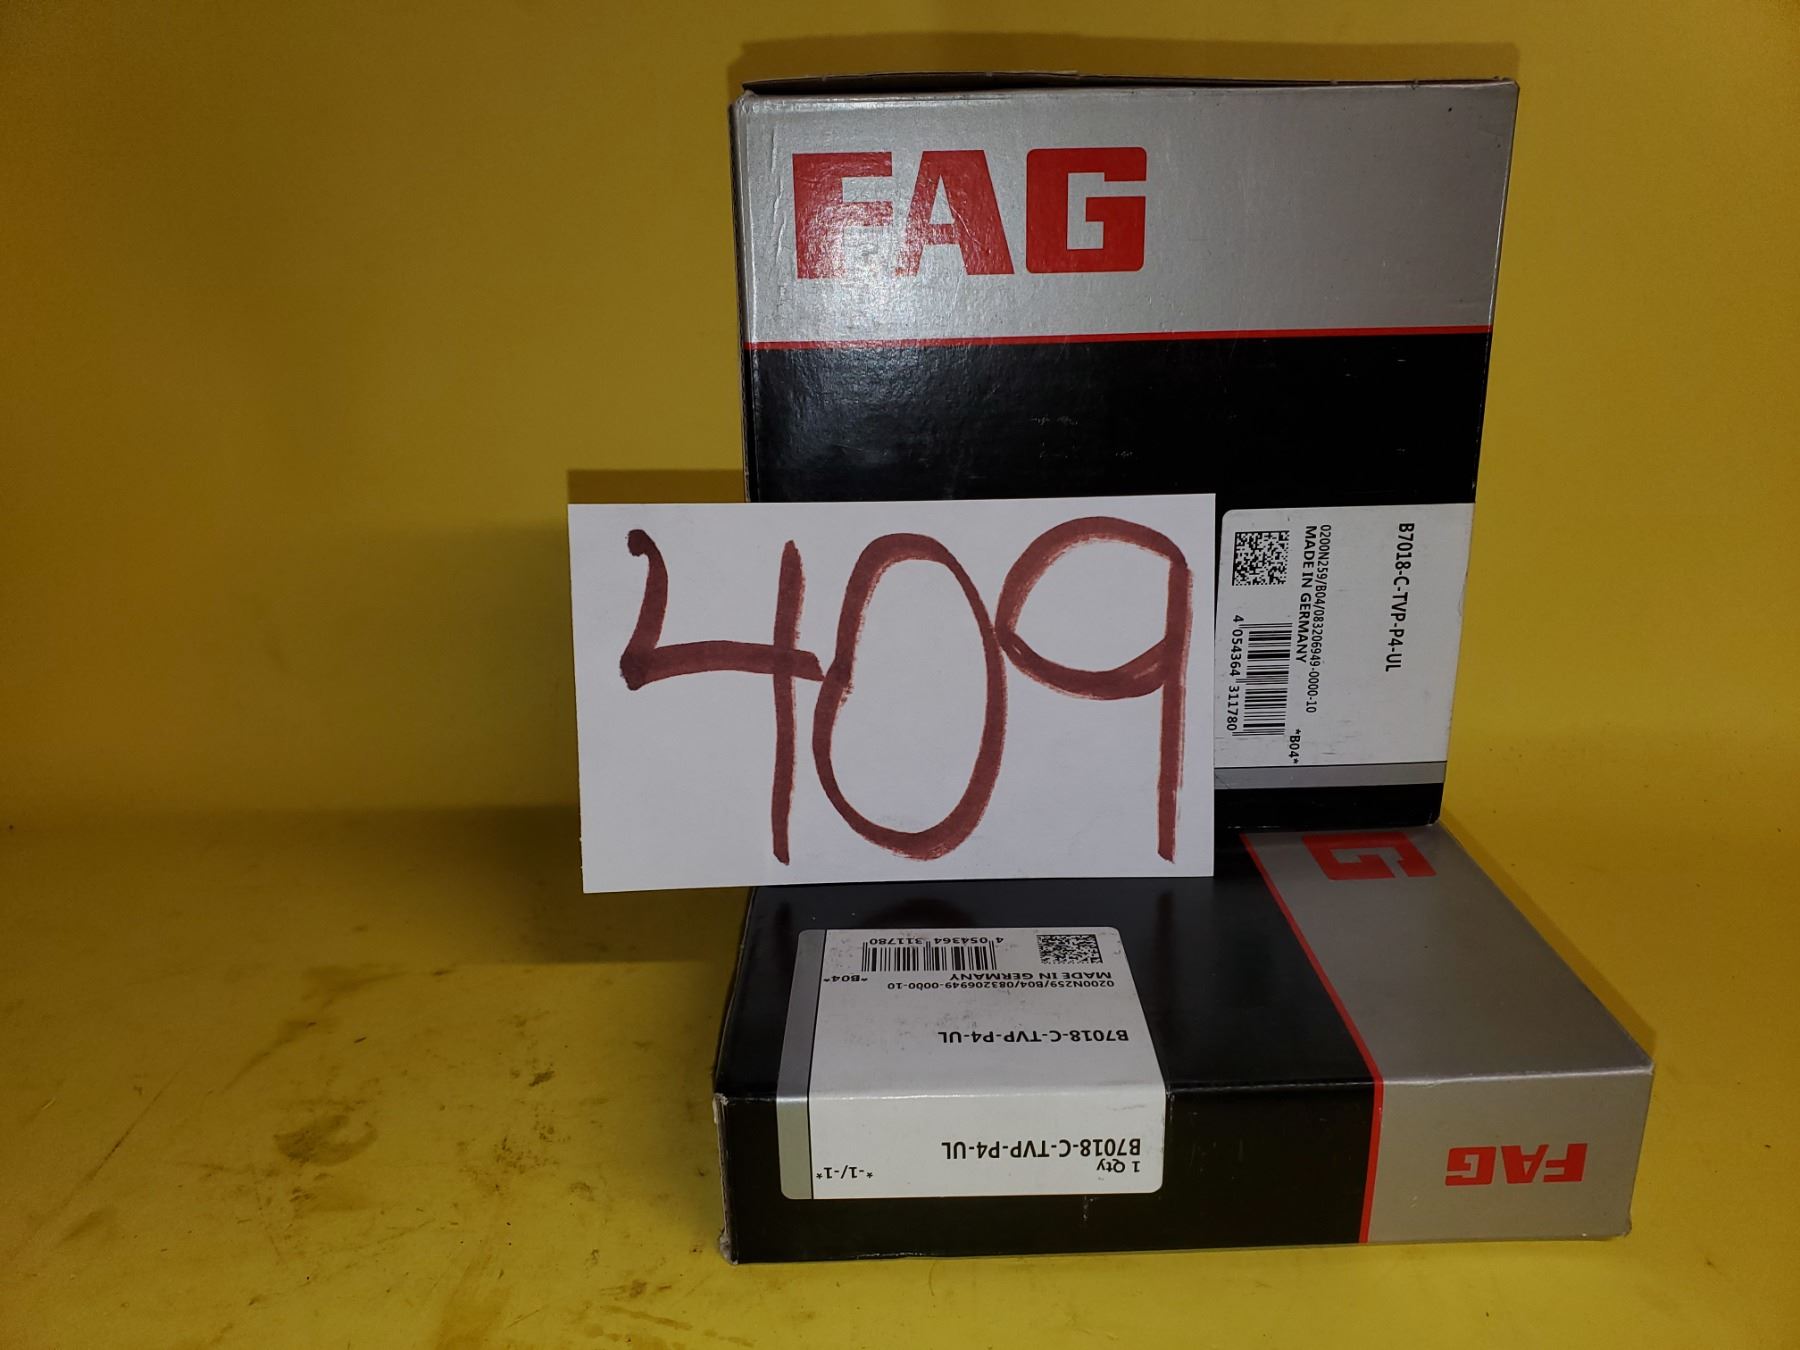 FAG
B7018-C-TVP-P4-UL
0200N259/B04/083206949-0000-10
MADE IN GERMANY
*B04*
4 054364 311780
409
G
4 054364 311780
MADE IN GERMANY
*B04*
0200N259/B04/083206949-0000-10
B7018-C-TVP-P4-UL
B7018-C-TVP-P4-UL
1 Qty
*-1/-1*
FAG